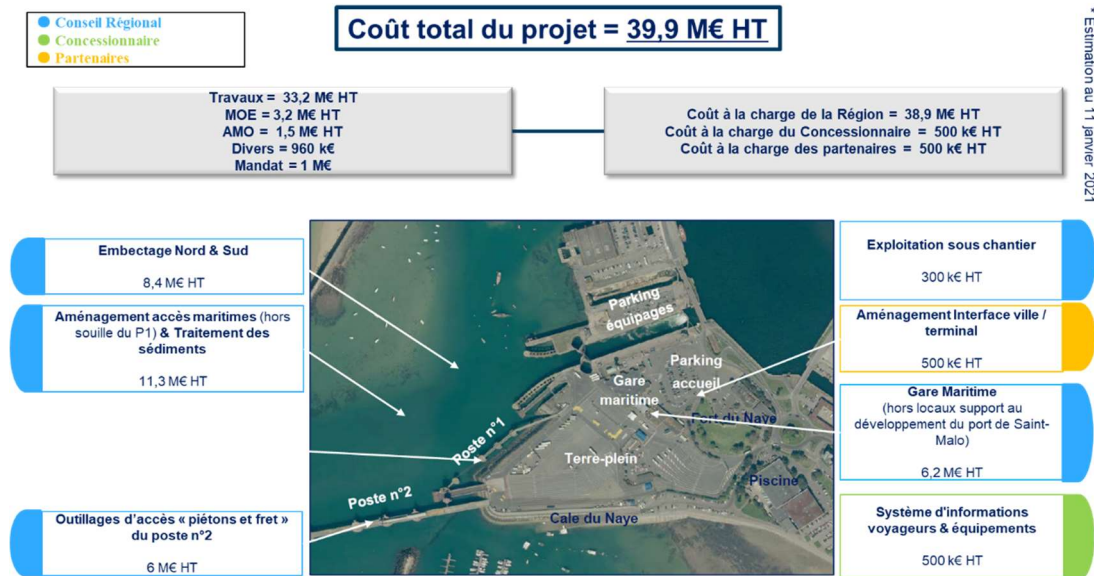 Conseil Régional
Concessionnaire
Partenaires
Coût total du projet = 39,9 M€ HT
* Estimation au 11 janvier 2021
Travaux = 33,2 M€ HT
MOE = 3,2 M€ HT
AMO = 1,5 M€ HT
Divers = 960 k€
Mandat = 1 M€
Coût à la charge de la Région = 38,9 M€ HT
Coût à la charge du Concessionnaire = 500 k€ HT
Coût à la charge des partenaires = 500 k€ HT
Embectage Nord & Sud
8,4 M€ HT
Aménagement accès maritimes (hors
souille du P1) & Traitement des
sédiments
11,3 M€ HT
Outillages d'accès « piétons et fret »
du poste n°2
6 M€ HT
Parking
équipages
Parking
accueil
Gare
maritime
Fort du Naye
Poste n°1
Terre-plein
Piscine
Poste n°2
Cale du Naye
Exploitation sous chantier
300 k€ HT
Aménagement Interface ville /
terminal
500 k€ HT
Gare Maritime
(hors locaux support au
développement du port de Saint-
Malo)
6,2 M€ HT
Système d'informations
voyageurs & équipements
500 k€ HT